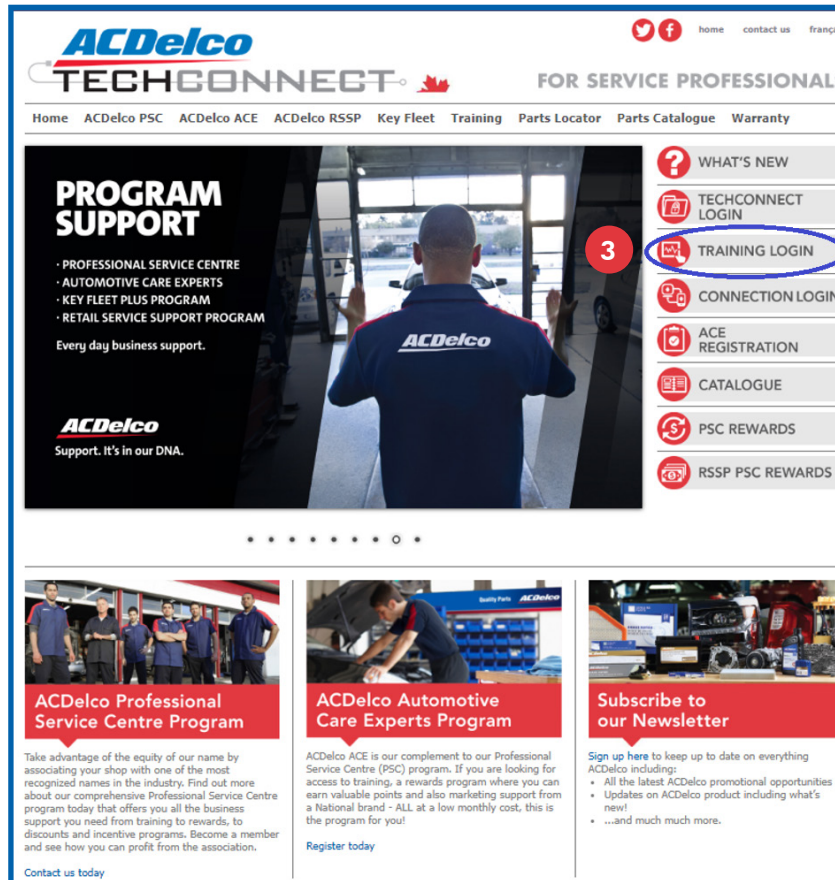 ACDelco
TECHCONNECT
home contact us
FOR SERVICE PROFESSIONAL
Home ACDelco PSC ACDelco ACE ACDelco RSSP Key Fleet Training Parts Locator Parts Catalogue Warranty
PROGRAM
SUPPORT
· PROFESSIONAL SERVICE CENTRE
· AUTOMOTIVE CARE EXPERTS
· KEY FLEET PLUS PROGRAM
· RETAIL SERVICE SUPPORT PROGRAM
Every day business support.
ACDelco
Support. It's in our DNA.
ACDelco
3
WHAT'S NEW
TECHCONNECT
LOGIN
TRAINING LOGIN
CONNECTION LOGIN
ACE
REGISTRATION
CATALOGUE
PSC REWARDS
RSSP PSC REWARDS
Quality Parts ACDelco
ACDelco Professional
Service Centre Program
Take advantage of the equity of our name by
associating your shop with one of the most
recognized names in the industry. Find out more
about our comprehensive Professional Service Centre
program today that offers you all the business
support you need from training to rewards, to
discounts and incentive programs. Become a member
and see how you can profit from the association.
Contact us today
ACDelco Automotive
Care Experts Program
ACDelco ACE is our complement to our Professional
Service Centre (PSC) program. If you are looking for
access to training, a rewards program where you can
earn valuable points and also marketing support from
a National brand - ALL at a low monthly cost, this is
the program for you!
Register today
Subscribe to
our Newsletter
Sign up here to keep up to date on everything
ACDelco including:
• All the latest ACDelco promotional opportunities
• Updates on ACDelco product including what's
new!
• ...and much much more.